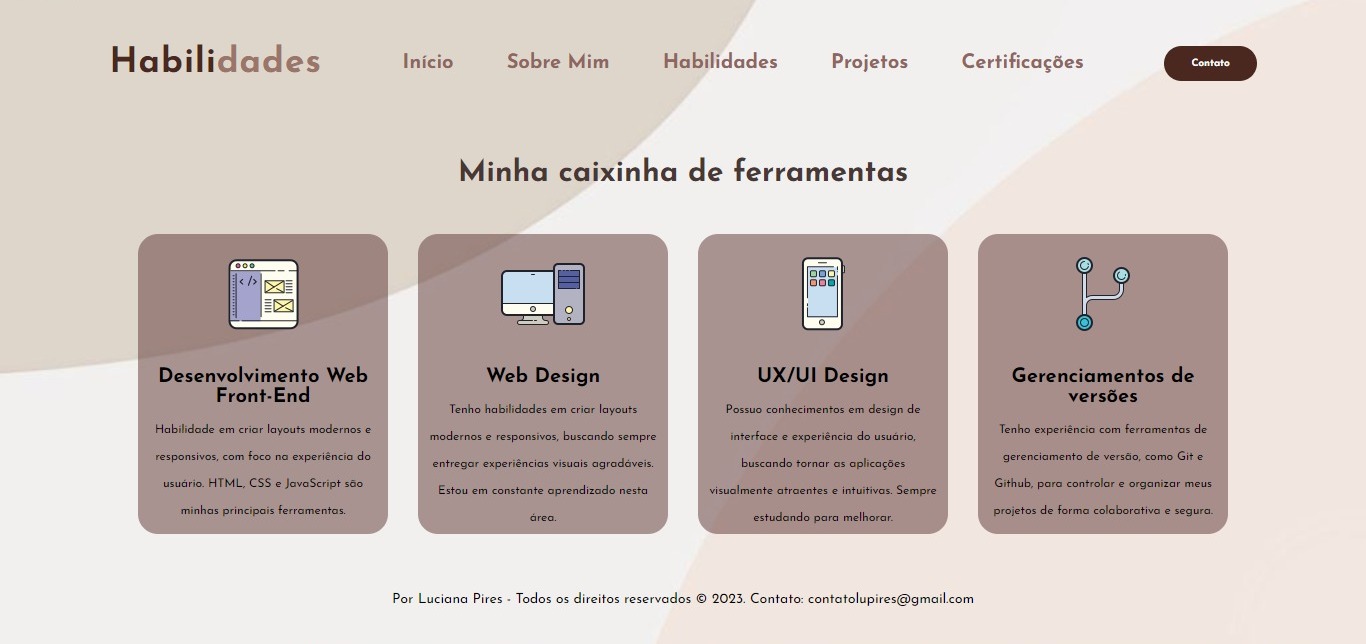 Habilidades
Início Sobre Mim Habilidades Projetos Certificações Contato
Minha caixinha de ferramentas
Desenvolvimento Web
Front-End
Habilidade em criar layouts modernos e
responsivos, com foco na experiência do
usuário. HTML, CSS e JavaScript são
minhas principais ferramentas.
Web Design
Tenho habilidades em criar layouts
modernos e responsivos, buscando sempre
entregar experiências visuais agradáveis.
Estou em constante aprendizado nesta
área.
UX/UI Design
Possuo conhecimentos em design de
interface e experiência do usuário,
buscando tornar as aplicações
visualmente atraentes e intuitivas. Sempre
estudando para melhorar.
Gerenciamentos de
versões
Tenho experiência com ferramentas de
gerenciamento de versão, como Git e
Github, para controlar e organizar meus
projetos de forma colaborativa e segura.
Por Luciana Pires - Todos os direitos reservados © 2023. Contato: contatolupires@gmail.com